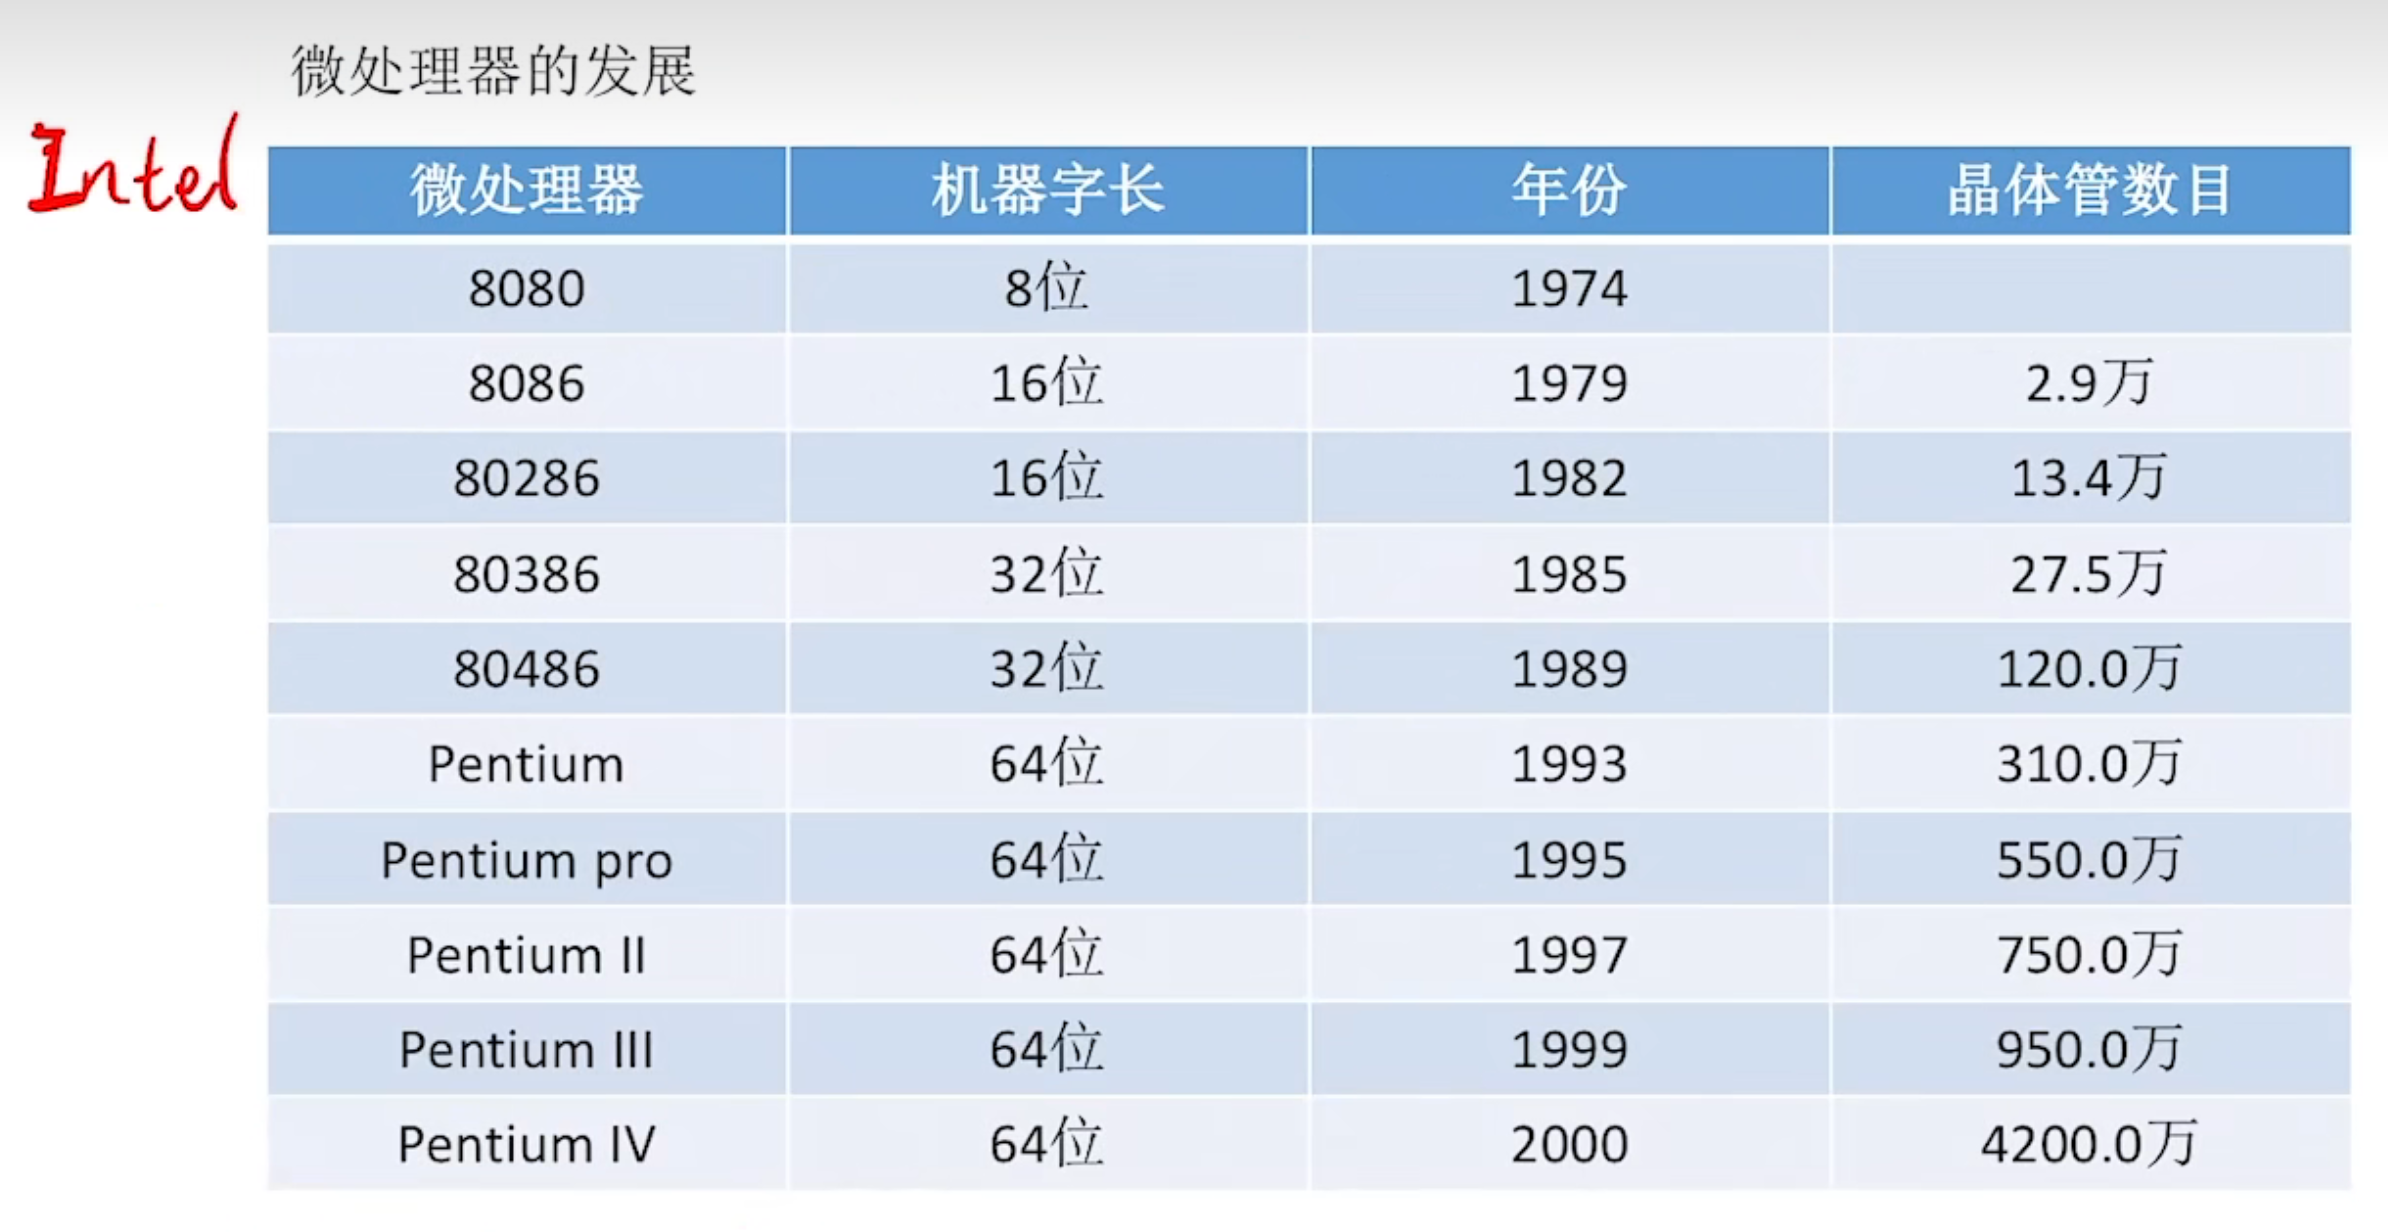 微处理器的发展
Intel
微处理器 机器字长 年份 晶体管数目
8080 8位 1974
8086 16位 1979 2.9万
80286 16位 1982 13.4万
80386 32位 1985 27.5万
80486 32位 1989 120.0万
Pentium 64位 1993 310.0万
Pentium pro 64位 1995 550.0万
Pentium II 64位 1997 750.0万
Pentium III 64位 1999 950.0万
Pentium IV 64位 2000 4200.0万